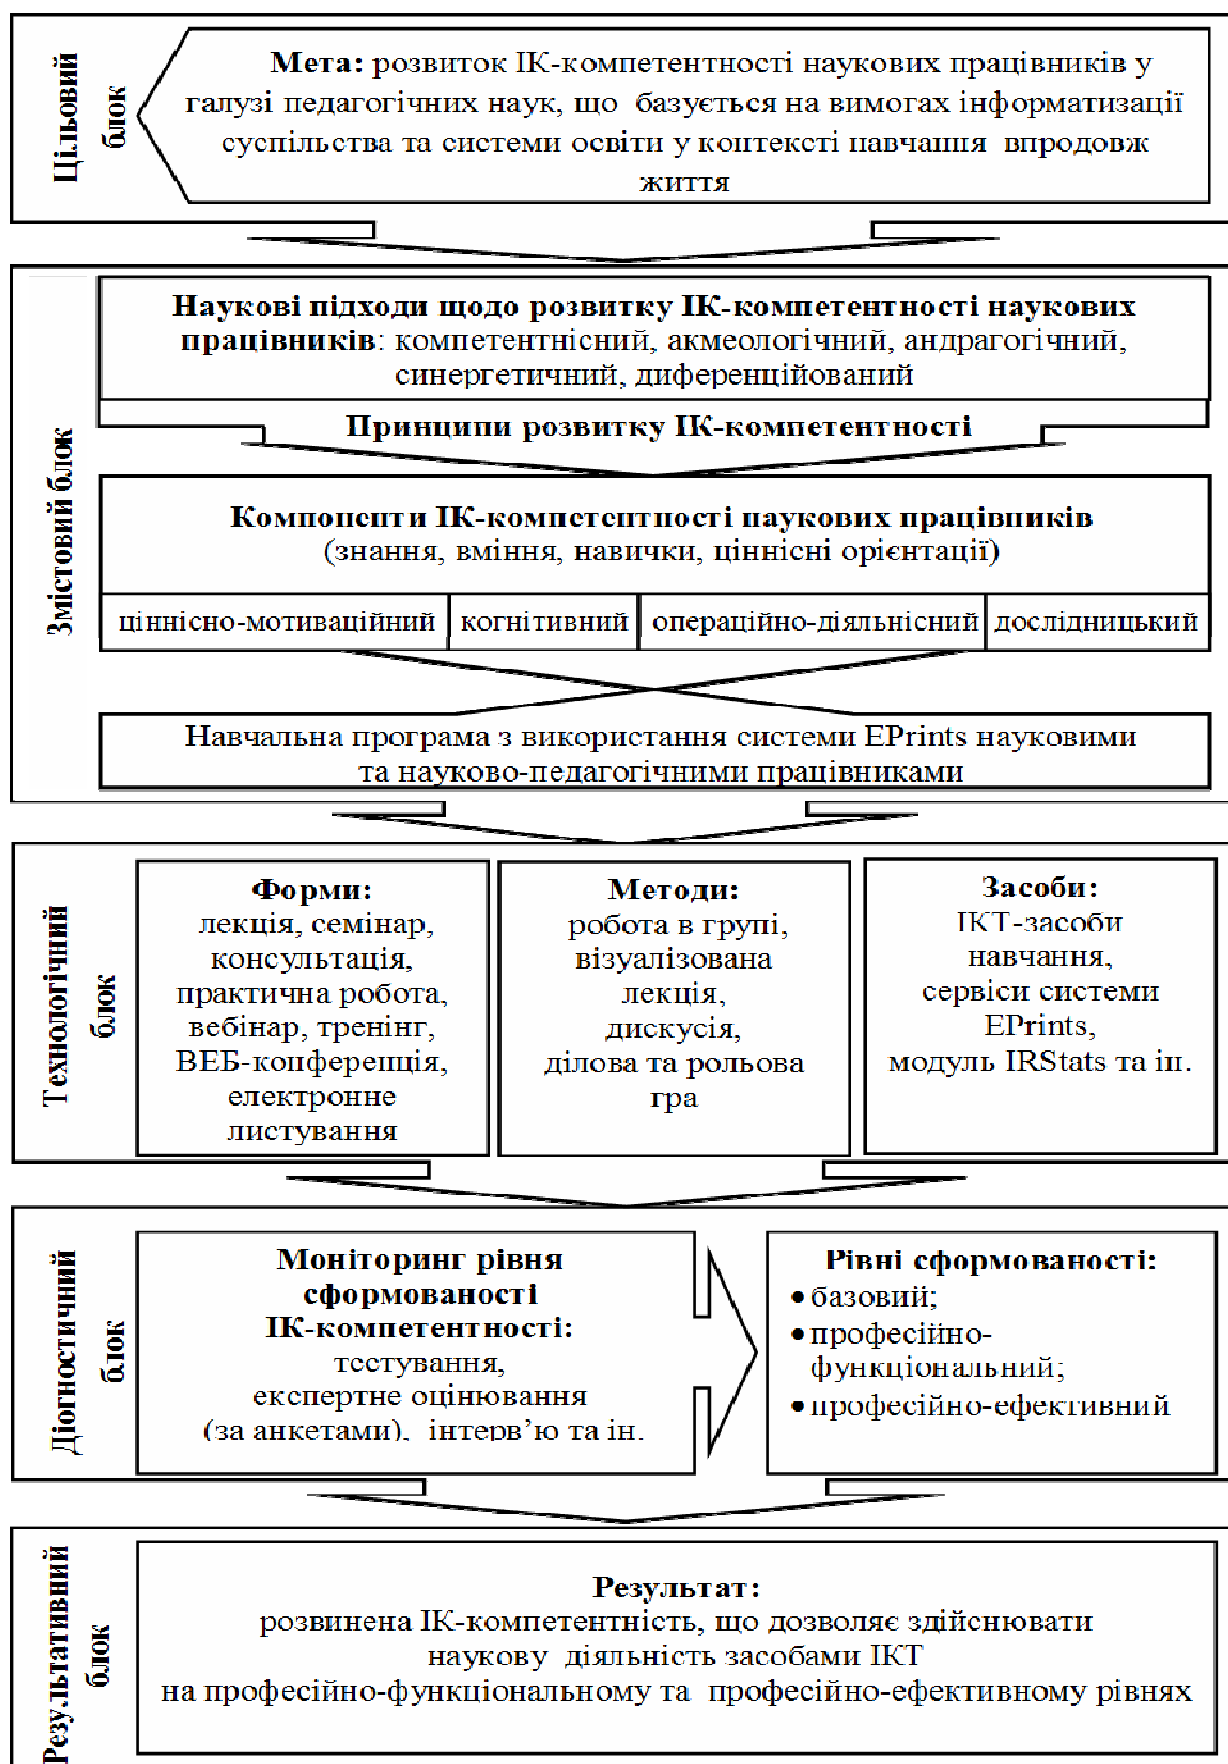 Цільовий
блок
Мета: розвиток ІК-компетентності наукових працівників у
галузі педагогічних наук, що базується на вимогах інформатизації
суспільства та системи освіти у контексті навчання впродовж
життя
Змістовий блок
Наукові підходи щодо розвитку ІК-компетентності наукових
працівників: компетентнісний, акмеологічний, андрагогічний,
синергетичний, диференційований
Принципи розвитку ІК-компетентності
Компоненти ІК-компетентності наукових працівників
(знання, вміння, навички, ціннісні орієнтації)
ціннісно-мотиваційний
когнітивний
операційно-діяльнісний
дослідницький
Навчальна програма з використання системи EPrints науковими
та науково-педагогічними працівниками
Технологічний
блок
Форми:
лекція, семінар,
консультація,
практична робота,
вебінар, тренінг,
ВЕБ-конференція,
електронне
листування
Методи:
робота в групі,
візуалізована
лекція,
дискусія,
ділова та рольова
гра
Засоби:
ІКТ-засоби
навчання,
сервіси системи
EPrints,
модуль IRStats та ін.
Діогностичний
блок
Моніторинг рівня
сформованості
ІК-компетентності:
тестування,
експертне оцінювання
(за анкетами), інтерв’ю та ін.
Рівні сформованості:
• базовий;
• професійно-
функціональний;
• професійно-ефективний
Результативний
блок
Результат:
розвинена ІК-компетентність, що дозволяє здійснювати
наукову діяльність засобами ІКТ
на професійно-функціональному та професійно-ефективному рівнях